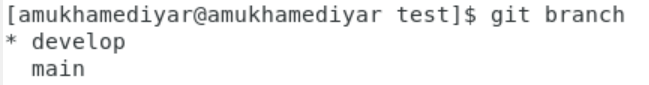 [amukhamediyar@amukhamediyar test]$ git branch
* develop
  main